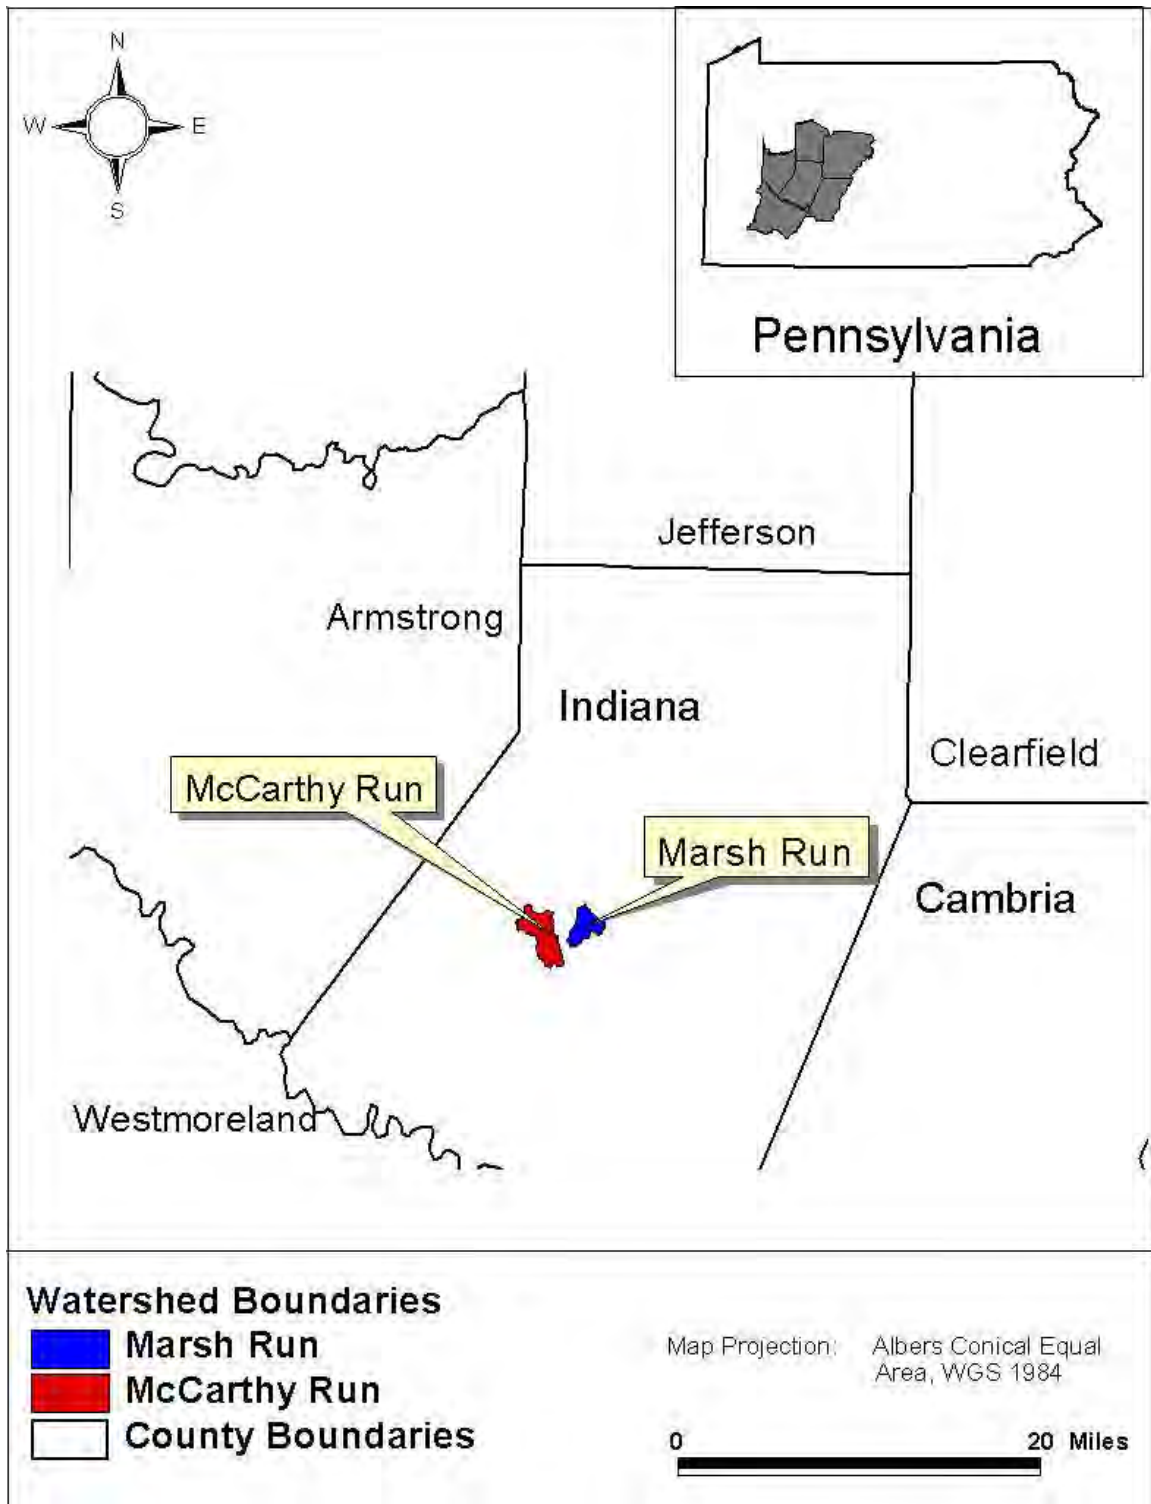 N
W E
S
Pennsylvania
Jefferson
Armstrong
Indiana
Clearfield
McCarthy Run
Marsh Run
Cambria
Westmoreland
Watershed Boundaries
Marsh Run
McCarthy Run
County Boundaries
Map Projection: Albers Conical Equal
Area, WGS 1984
0 20 Miles